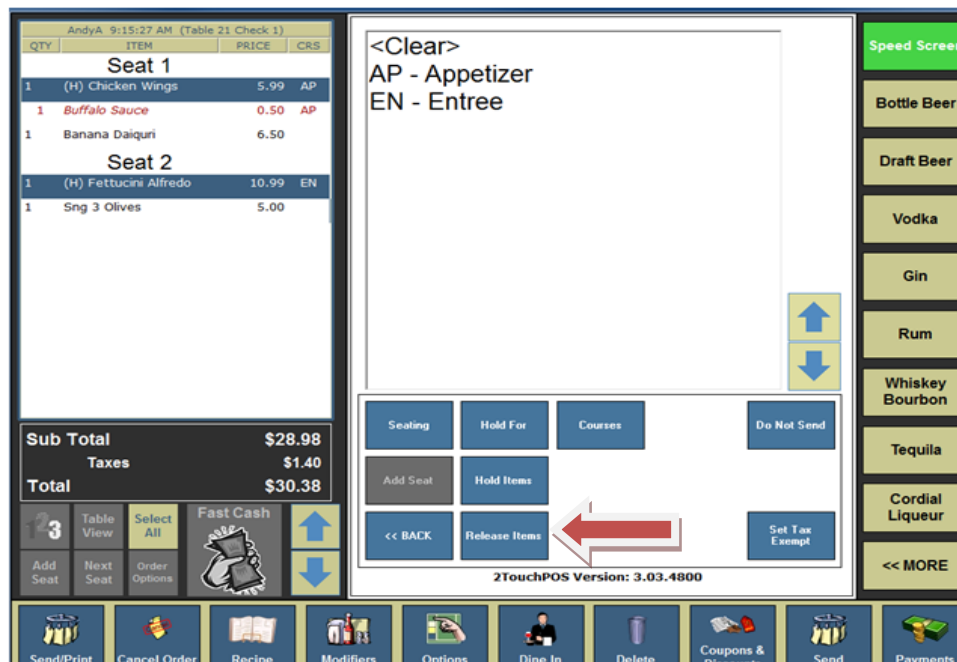 AndyA 9:15:27 AM (Table 21 Check 1)
QTY ITEM PRICE CRS
Seat 1
1 (H) Chicken Wings 5.99 AP
1 Buffalo Sauce 0.50 AP
1 Banana Daiquri 6.50
Seat 2
1 (H) Fettucini Alfredo 10.99 EN
1 Sng 3 Olives 5.00
Sub Total $28.98
Taxes $1.40
Total $30.38
123
Table View
Select All
Fast Cash
Add Seat
Next Seat
Order Options
<Clear>
AP - Appetizer
EN - Entree
Seating
Hold For
Courses
Do Not Send
Add Seat
Hold Items
<< BACK
Release Items
Set Tax Exempt
2TouchPOS Version: 3.03.4800
Speed Screen
Bottle Beer
Draft Beer
Vodka
Gin
Rum
Whiskey
Bourbon
Tequila
Cordial
Liqueur
<< MORE
Send/Print
Cancel Order
Recipe
Modifiers
Options
Dine In
Delete
Coupons &
Discounts
Send
Payments